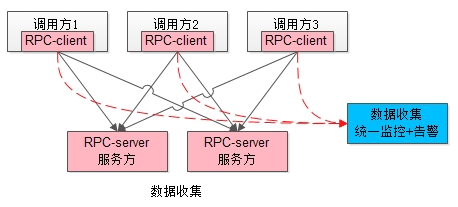 调用方1
RPC-client
调用方2
RPC-client
调用方3
RPC-client
数据收集
统一监控+告警
RPC-server
服务方
RPC-server
服务方
数据收集